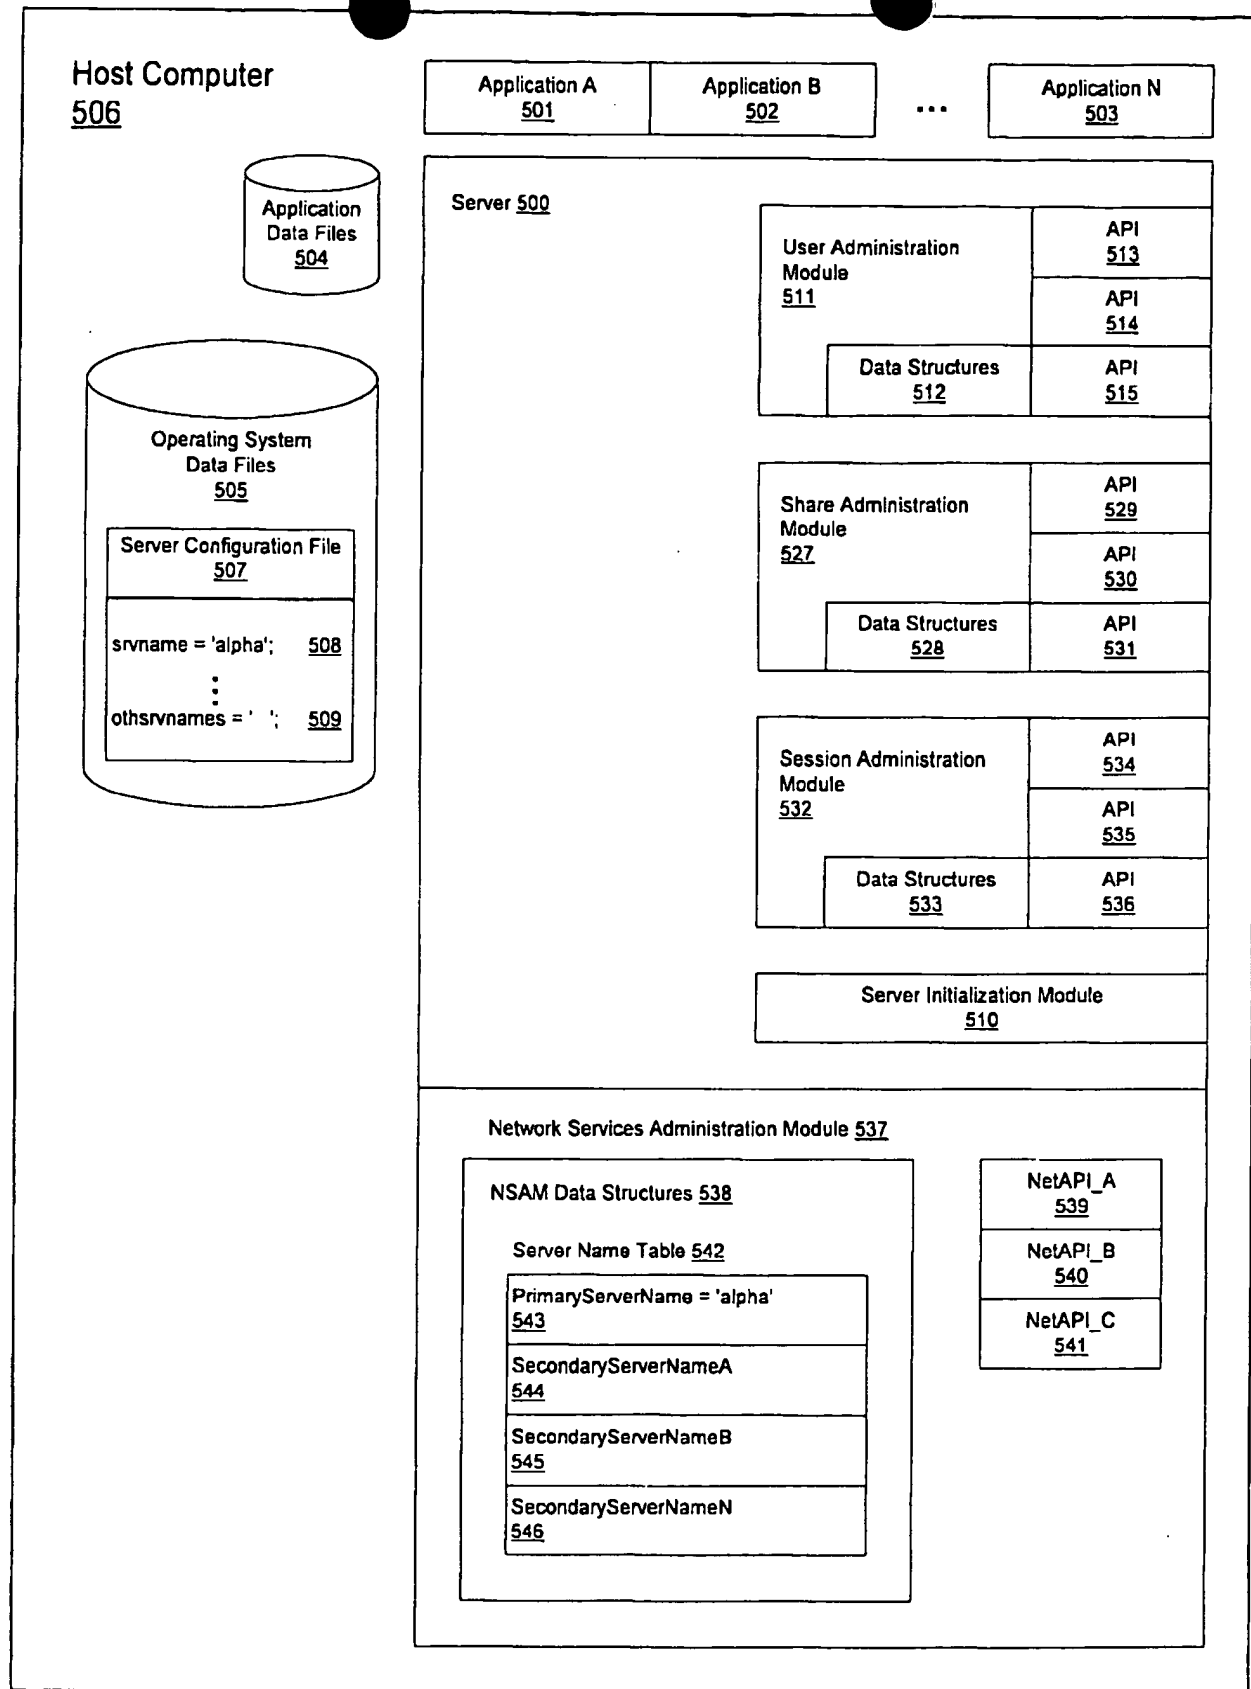 Host Computer
506
Application A
501
Application B
502
...
Application N
503
Application
Data Files
504
Operating System
Data Files
505
Server Configuration File
507
srvname = 'alpha'; 508
othsrvnames = '  '; 509
Server 500
User Administration
Module
511
Data Structures
512
API
513
API
514
API
515
Share Administration
Module
527
Data Structures
528
API
529
API
530
API
531
Session Administration
Module
532
Data Structures
533
API
534
API
535
API
536
Server Initialization Module
510
Network Services Administration Module 537
NSAM Data Structures 538
Server Name Table 542
PrimaryServerName = 'alpha'
543
SecondaryServerNameA
544
SecondaryServerNameB
545
SecondaryServerNameN
546
NetAPI_A
539
NetAPI_B
540
NetAPI_C
541